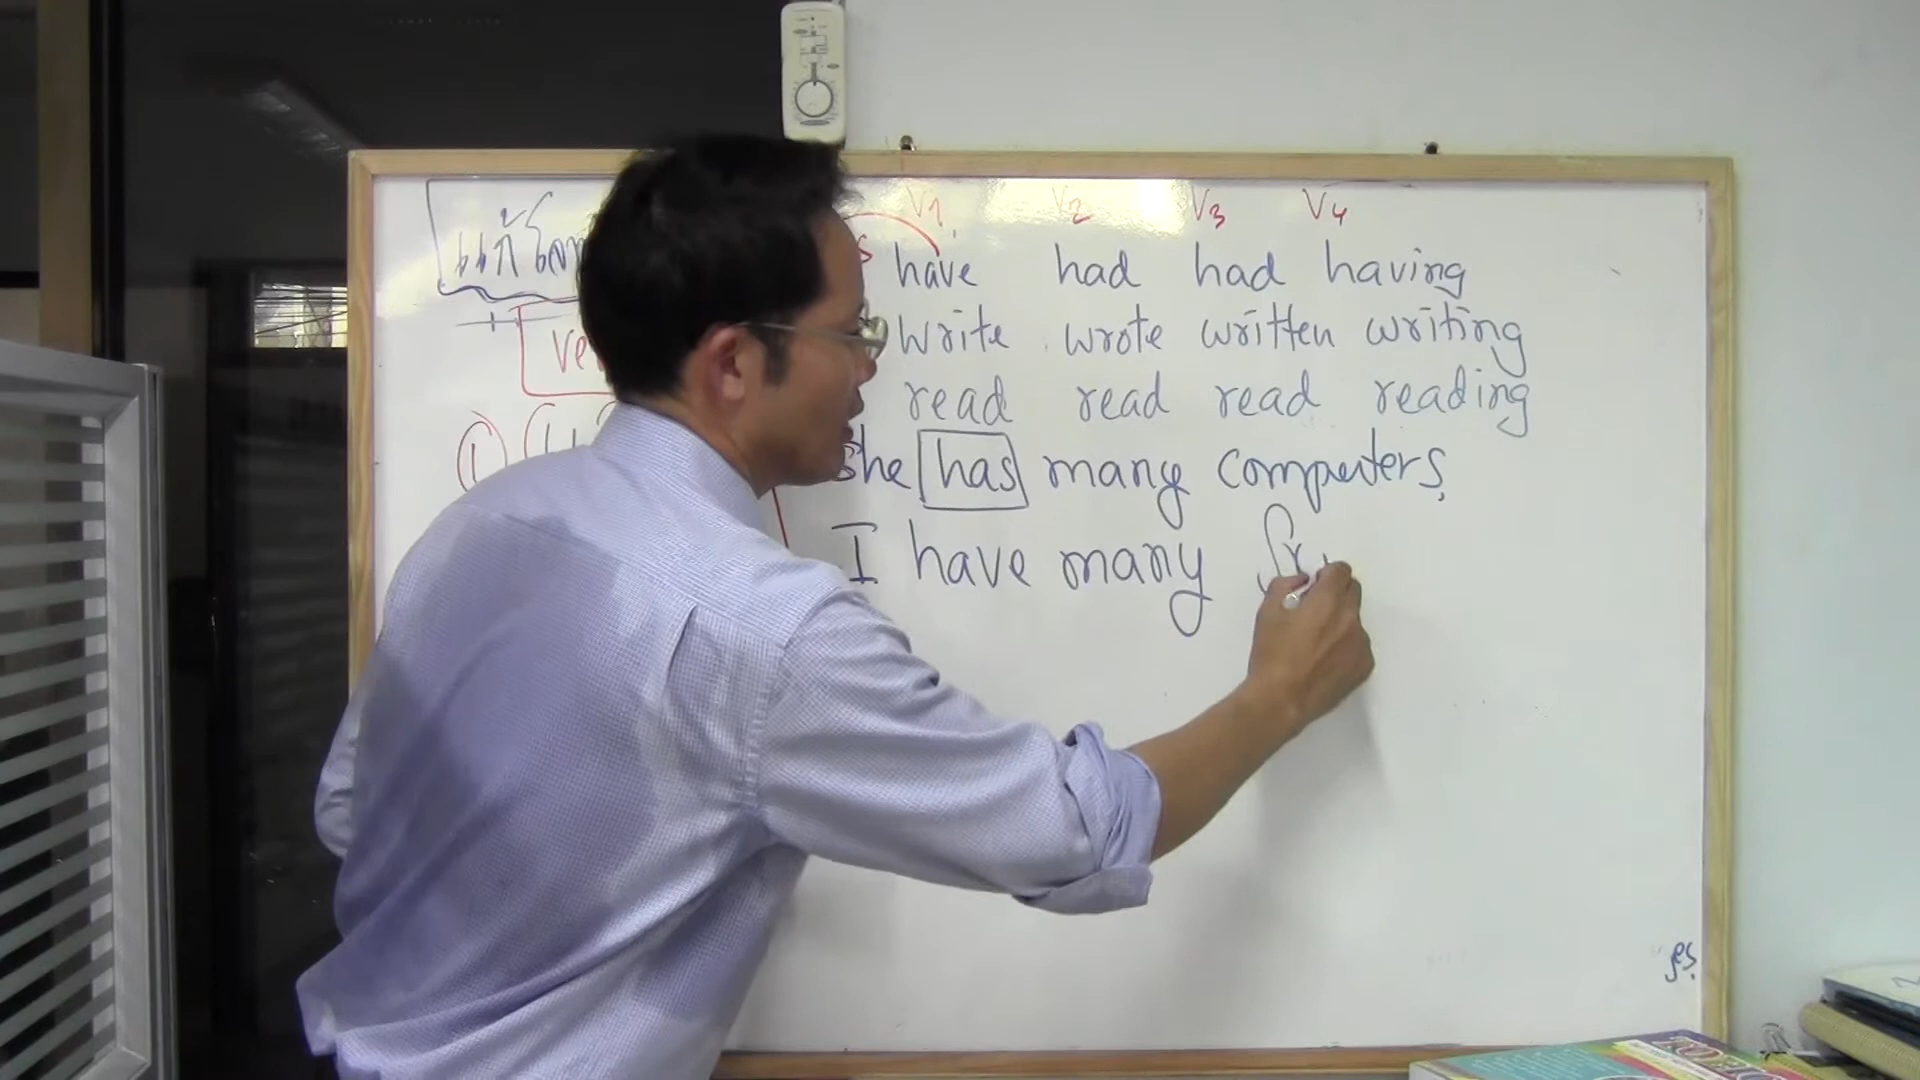 V1 V2 V3 V4
have had had having
write wrote written writing
read read read reading
She has many computers
I have many